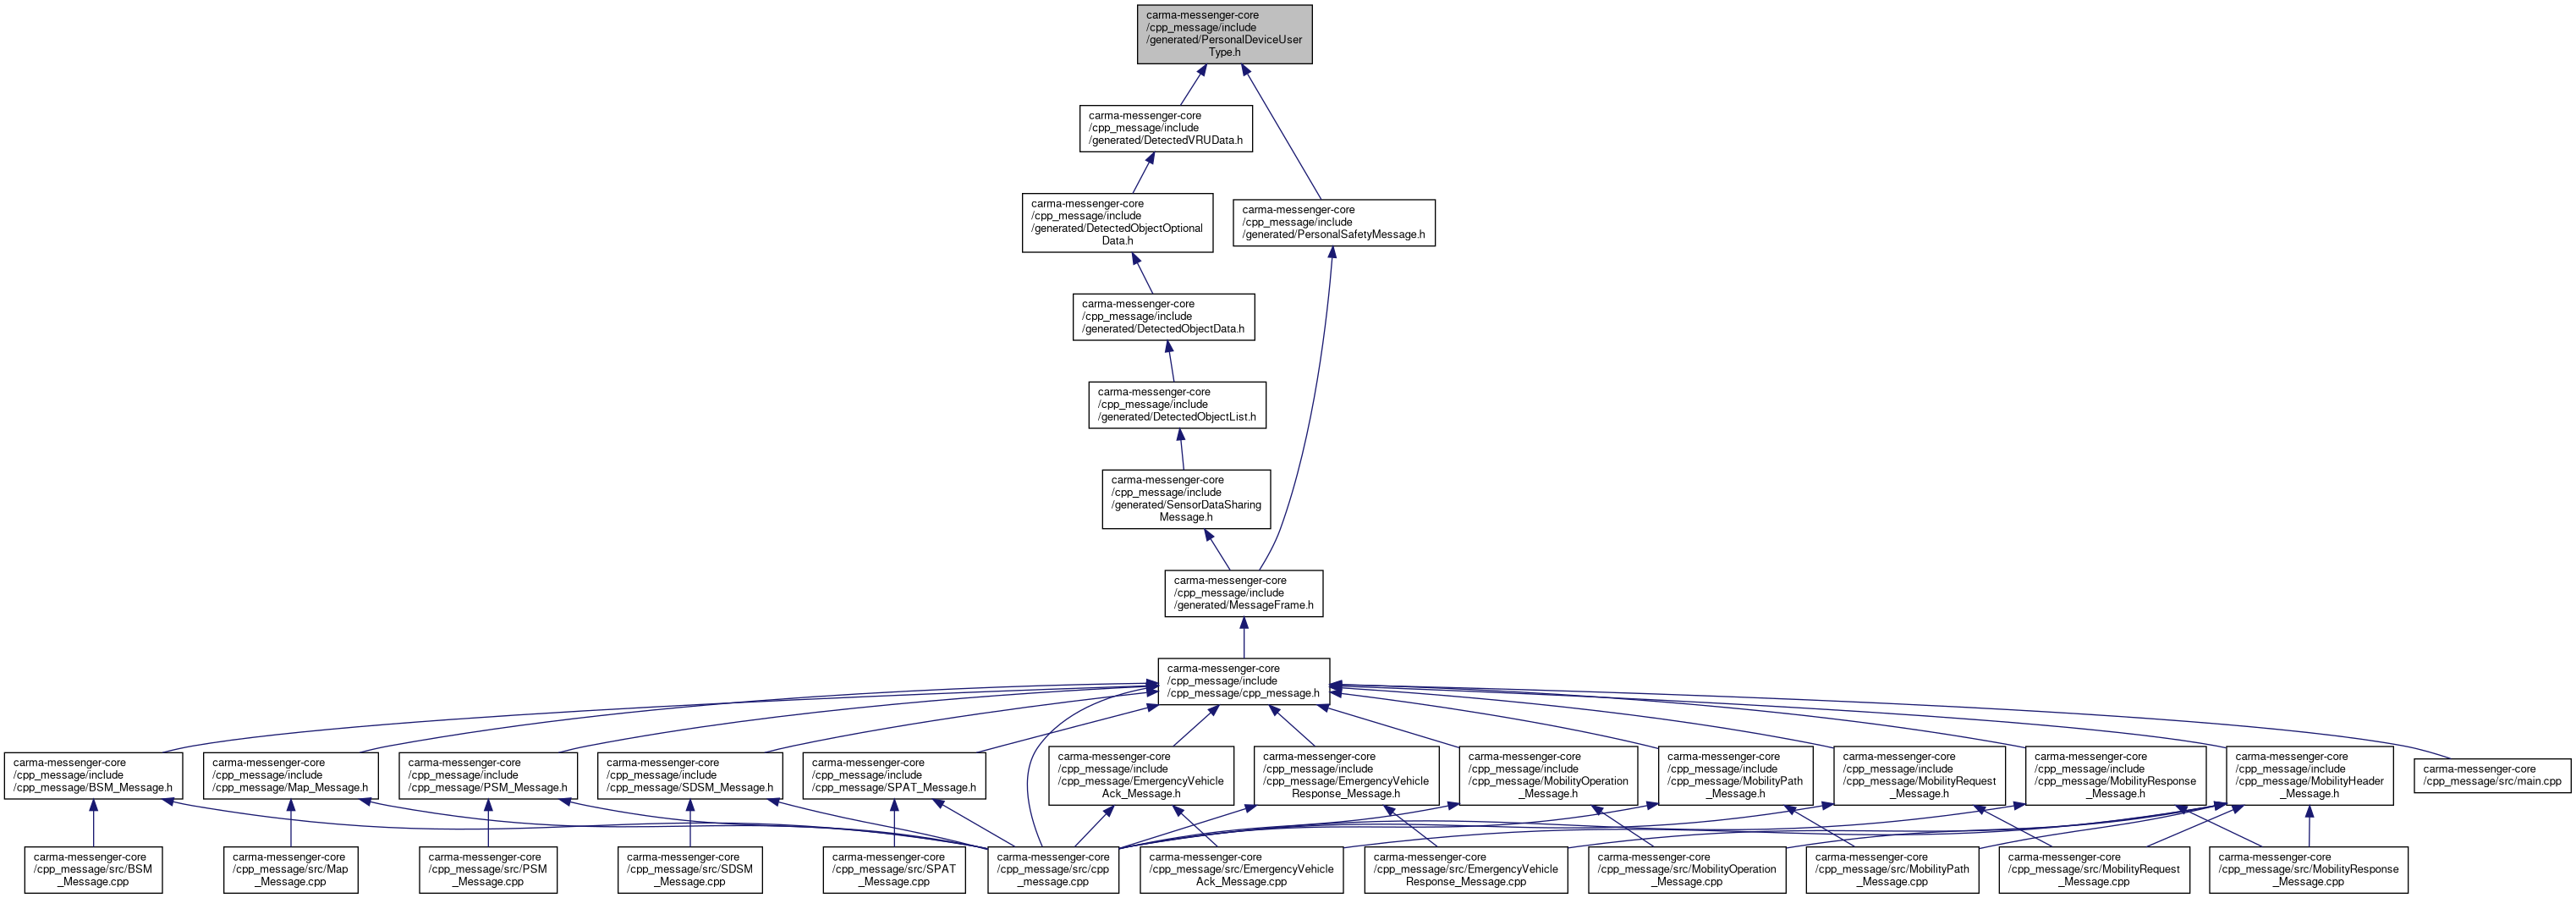 carma-messenger-core
/cpp_message/include
/generated/PersonalDeviceUser
Type.h
carma-messenger-core
/cpp_message/include
/generated/DetectedVRUData.h
carma-messenger-core
/cpp_message/include
/generated/DetectedObjectOptional
Data.h
carma-messenger-core
/cpp_message/include
/generated/PersonalSafetyMessage.h
carma-messenger-core
/cpp_message/include
/generated/DetectedObjectData.h
carma-messenger-core
/cpp_message/include
/generated/DetectedObjectList.h
carma-messenger-core
/cpp_message/include
/generated/SensorDataSharing
Message.h
carma-messenger-core
/cpp_message/include
/generated/MessageFrame.h
carma-messenger-core
/cpp_message/include
/cpp_message/cpp_message.h
carma-messenger-core
/cpp_message/include
/cpp_message/BSM_Message.h
carma-messenger-core
/cpp_message/include
/cpp_message/Map_Message.h
carma-messenger-core
/cpp_message/include
/cpp_message/PSM_Message.h
carma-messenger-core
/cpp_message/include
/cpp_message/SDSM_Message.h
carma-messenger-core
/cpp_message/include
/cpp_message/SPAT_Message.h
carma-messenger-core
/cpp_message/include
/cpp_message/EmergencyVehicle
Ack_Message.h
carma-messenger-core
/cpp_message/include
/cpp_message/EmergencyVehicle
Response_Message.h
carma-messenger-core
/cpp_message/include
/cpp_message/MobilityOperation
_Message.h
carma-messenger-core
/cpp_message/include
/cpp_message/MobilityPath
_Message.h
carma-messenger-core
/cpp_message/include
/cpp_message/MobilityRequest
_Message.h
carma-messenger-core
/cpp_message/include
/cpp_message/MobilityResponse
_Message.h
carma-messenger-core
/cpp_message/include
/cpp_message/MobilityHeader
_Message.h
carma-messenger-core
/cpp_message/src/main.cpp
carma-messenger-core
/cpp_message/src/BSM
_Message.cpp
carma-messenger-core
/cpp_message/src/Map
_Message.cpp
carma-messenger-core
/cpp_message/src/PSM
_Message.cpp
carma-messenger-core
/cpp_message/src/SDSM
_Message.cpp
carma-messenger-core
/cpp_message/src/SPAT
_Message.cpp
carma-messenger-core
/cpp_message/src/cpp
_message.cpp
carma-messenger-core
/cpp_message/src/EmergencyVehicle
Ack_Message.cpp
carma-messenger-core
/cpp_message/src/EmergencyVehicle
Response_Message.cpp
carma-messenger-core
/cpp_message/src/MobilityOperation
_Message.cpp
carma-messenger-core
/cpp_message/src/MobilityPath
_Message.cpp
carma-messenger-core
/cpp_message/src/MobilityRequest
_Message.cpp
carma-messenger-core
/cpp_message/src/MobilityResponse
_Message.cpp